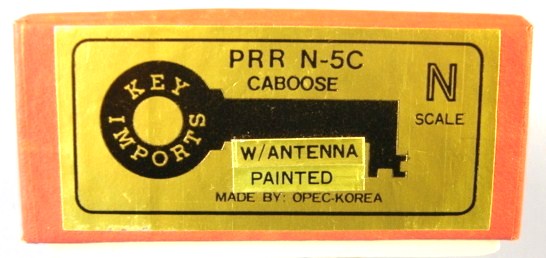 PRR N-5C
CABOOSE
KEY
IMPORTS
N
SCALE
W/ANTENNA
PAINTED
MADE BY: OPEC-KOREA